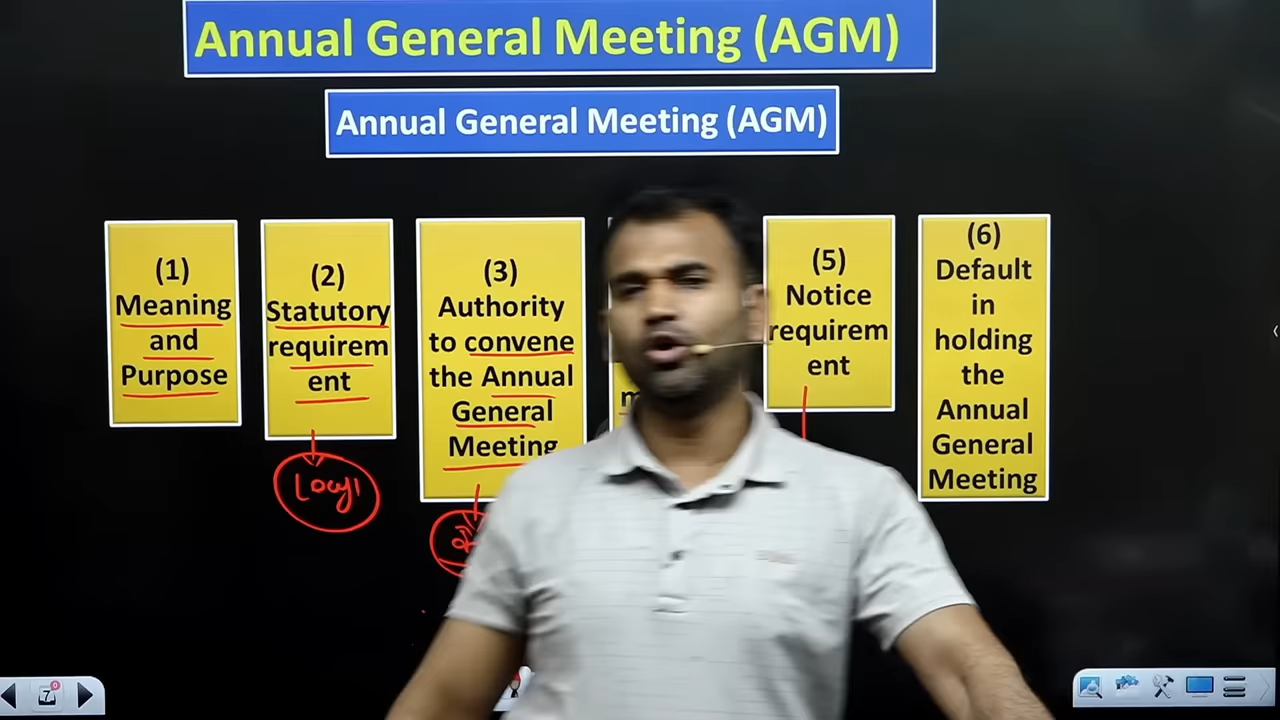 Annual General Meeting (AGM)
Annual General Meeting (AGM)
(1)
Meaning
and
Purpose
(2)
Statutory
requirem
ent
(3)
Authority
to convene
the Annual
General
Meeting
(5)
Notice
requirem
ent
(6)
Default
in
holding
the
Annual
General
Meeting
7